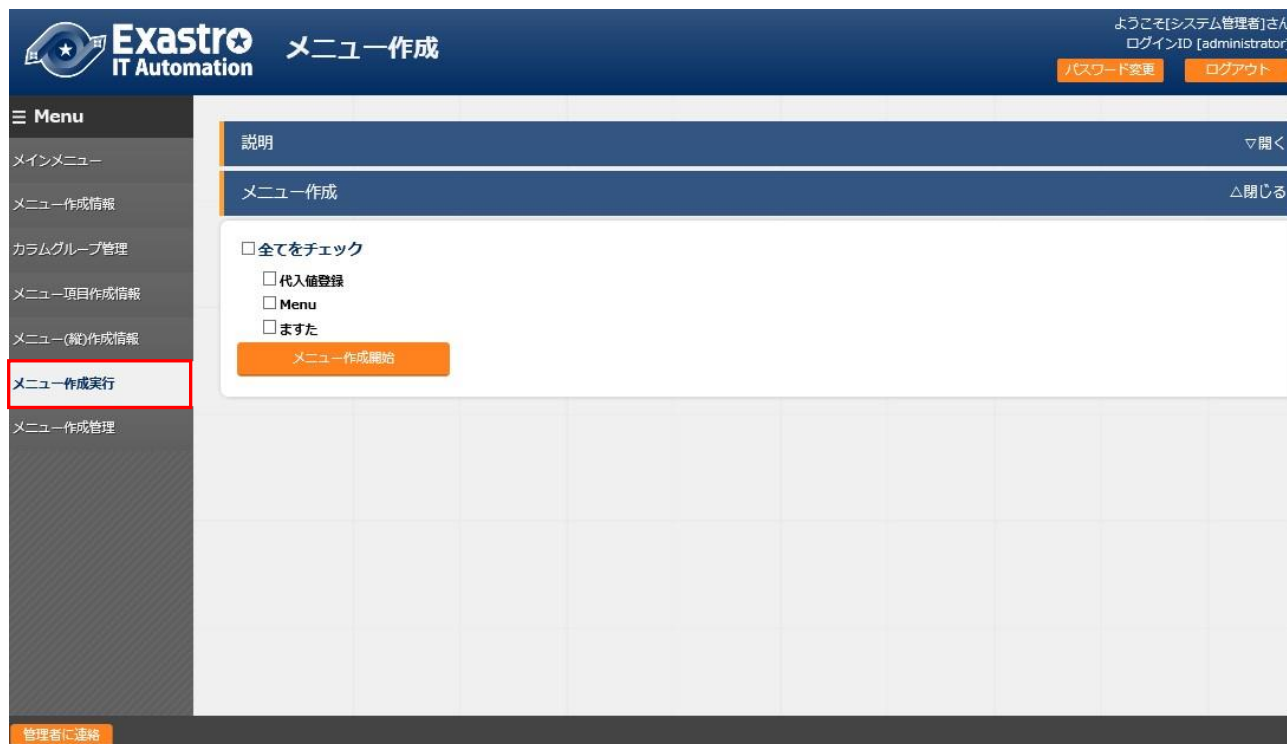 Exastro
IT Automation
メニュー作成
ようこそ[システム管理者]さん
ログインID [administrator]
パスワード変更
ログアウト
☰ Menu
メインメニュー
メニュー作成情報
カラムグループ管理
メニュー項目作成情報
メニュー(縦)作成情報
メニュー作成実行
メニュー作成管理
説明
▽開く
メニュー作成
△閉じる
□全てをチェック
□代入値登録
□Menu
□ますた
メニュー作成開始
管理者に連絡